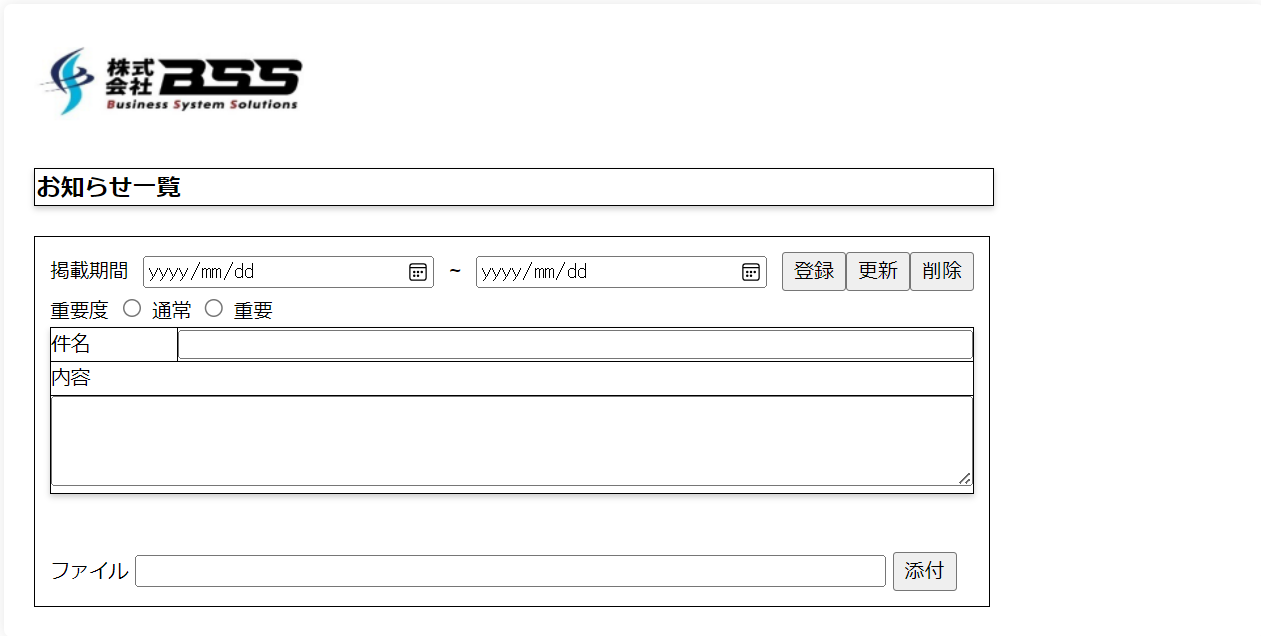 株式会社 BSS
Business System Solutions
お知らせ一覧
掲載期間 yyyy/mm/dd ~ yyyy/mm/dd 登録 更新 削除
重要度 通常 重要
件名
内容
ファイル 添付